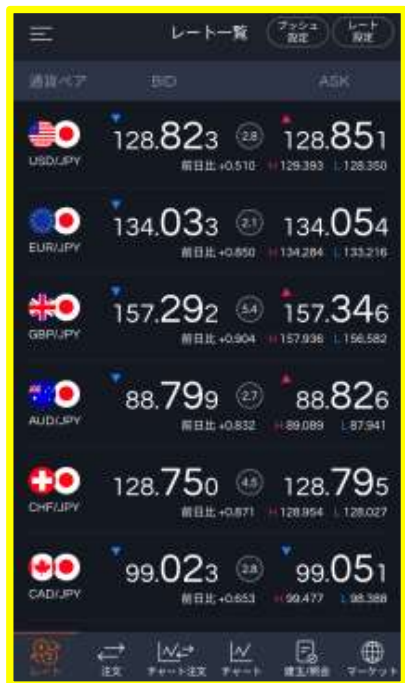 レート一覧 プッシュ設定 レート設定
通貨ペア BID ASK
128.823 2.8 128.851
USD/JPY 前日比 +0.510 H 129.393 L 128.350
134.033 2.1 134.054
EUR/JPY 前日比 +0.850 H 134.284 L 133.216
157.292 5.4 157.346
GBP/JPY 前日比 +0.904 H 157.936 L 156.582
88.799 2.7 88.826
AUD/JPY 前日比 +0.832 H 89.089 L 87.941
128.750 4.5 128.795
CHF/JPY 前日比 +0.871 H 128.954 L 128.027
99.023 2.8 99.051
CAD/JPY 前日比 +0.653 H 99.477 L 98.388
レート 注文 チャート注文 チャート 建玉/照会 マーケット